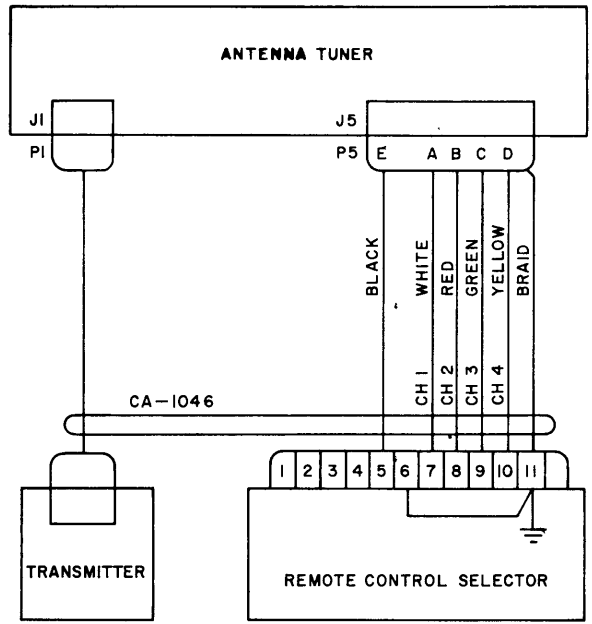 ANTENNA TUNER
J1 J5
P1 P5 E A B C D
BLACK
WHITE
RED
GREEN
YELLOW
BRAID
CH 1
CH 2
CH 3
CH 4
CA-1046
1 2 3 4 5 6 7 8 9 10 11
TRANSMITTER
REMOTE CONTROL SELECTOR